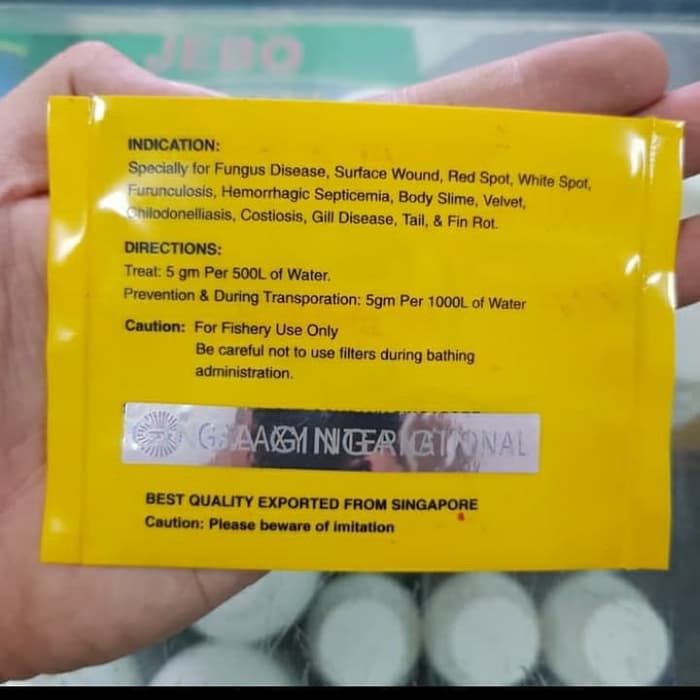 JEBO
INDICATION:
Specially for Fungus Disease, Surface Wound, Red Spot, White Spot,
Furunculosis, Hemorrhagic Septicemia, Body Slime, Velvet,
Chilodonelliasis, Costiosis, Gill Disease, Tail, & Fin Rot.
DIRECTIONS:
Treat: 5 gm Per 500L of Water.
Prevention & During Transporation: 5gm Per 1000L of Water
Caution: For Fishery Use Only
Be careful not to use filters during bathing
administration.
BEST QUALITY EXPORTED FROM SINGAPORE
Caution: Please beware of imitation